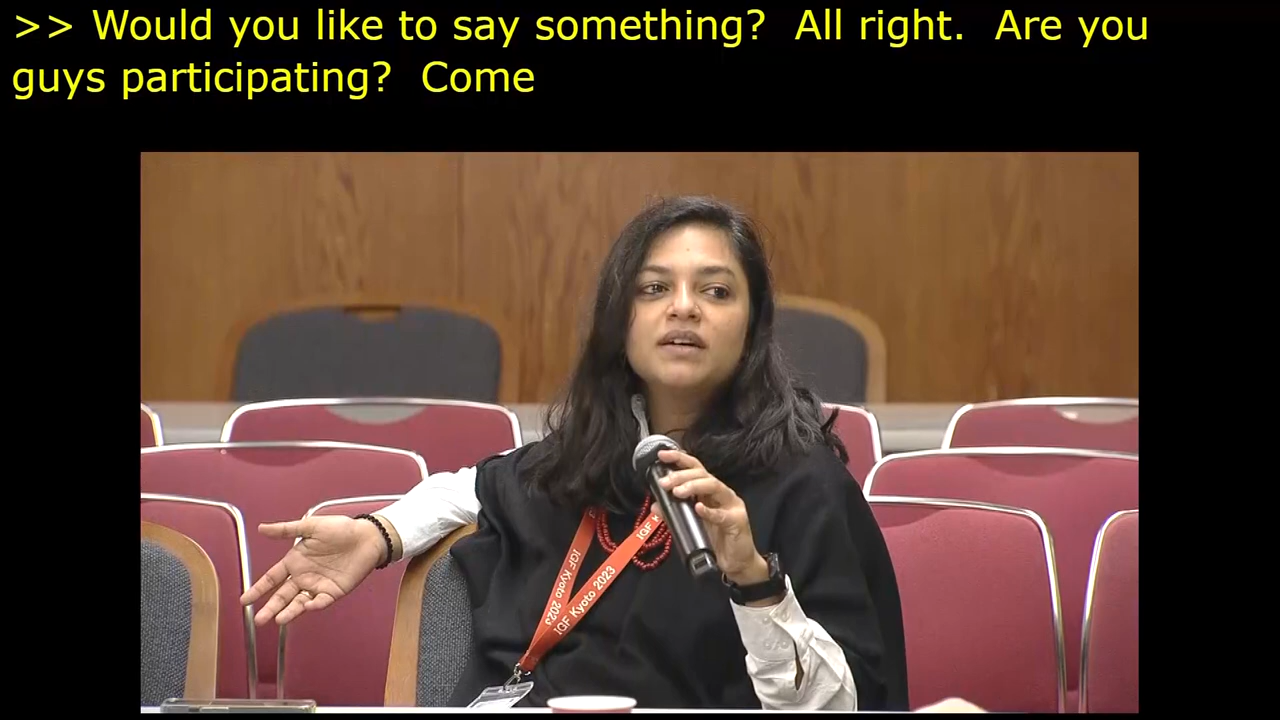 >> Would you like to say something?  All right.  Are you
guys participating?  Come
IGF Kyoto 2023
IGF Kyoto 2023
IGF K